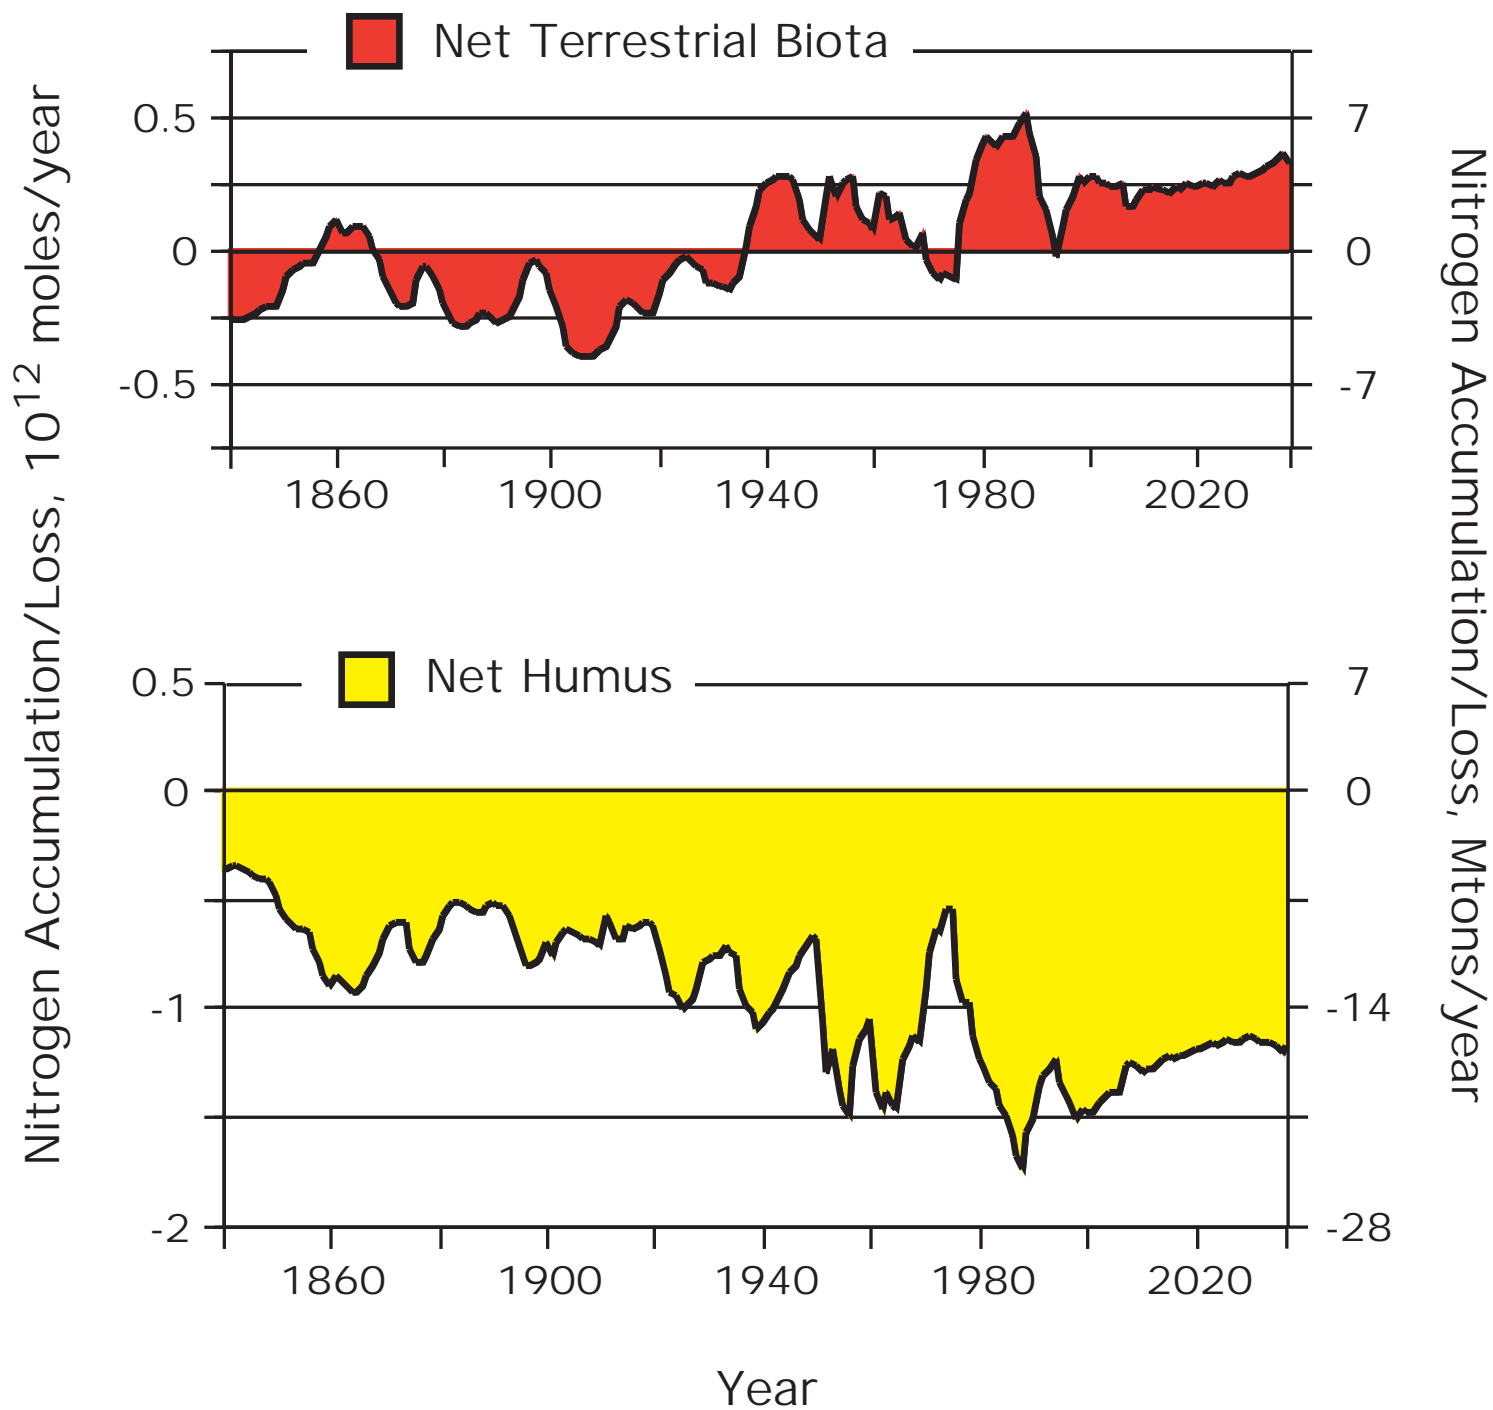 Net Terrestrial Biota
0.5
0
-0.5
7
0
-7
1860 1900 1940 1980 2020
Nitrogen Accumulation/Loss, 10¹² moles/year
Nitrogen Accumulation/Loss, Mtons/year
Net Humus
0.5
0
-1
-2
7
0
-14
-28
1860 1900 1940 1980 2020
Year